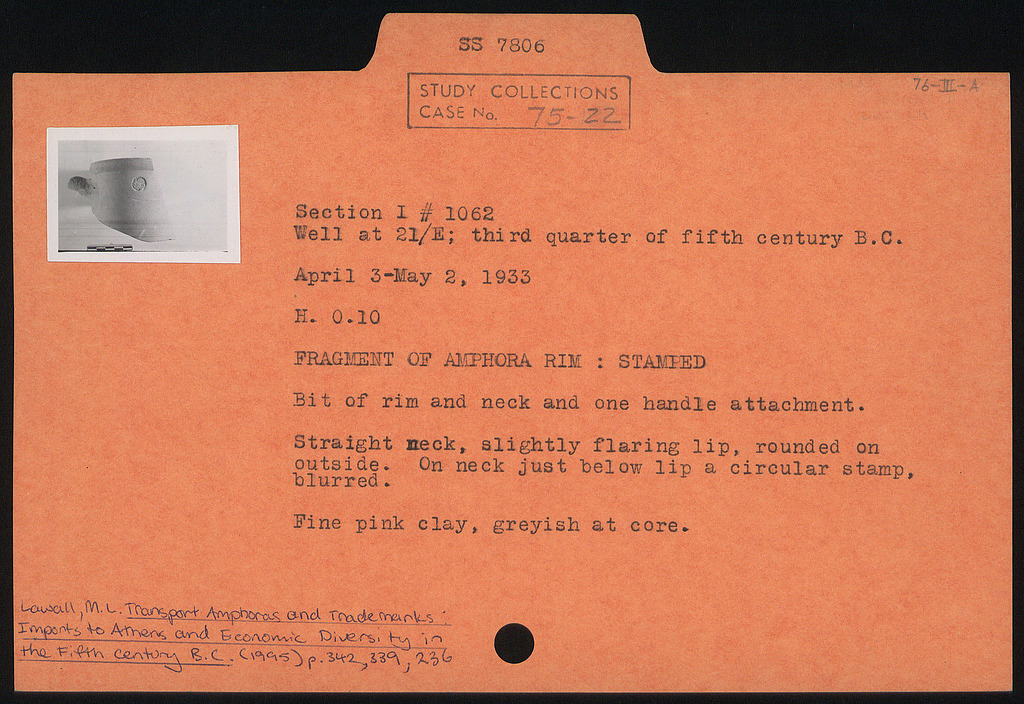 SS 7806
STUDY COLLECTIONS
CASE No. 75-22
76-III-A
Section I # 1062
Well at 21/E; third quarter of fifth century B.C.
April 3-May 2, 1933
H. 0.10
FRAGMENT OF AMPHORA RIM : STAMPED
Bit of rim and neck and one handle attachment.
Straight neck, slightly flaring lip, rounded on
outside. On neck just below lip a circular stamp,
blurred.
Fine pink clay, greyish at core.
Lawall, M.L. Transport Amphoras and Trademarks:
Imports to Athens and Economic Diversity in
the Fifth Century B.C. (1995) p. 342, 339, 236